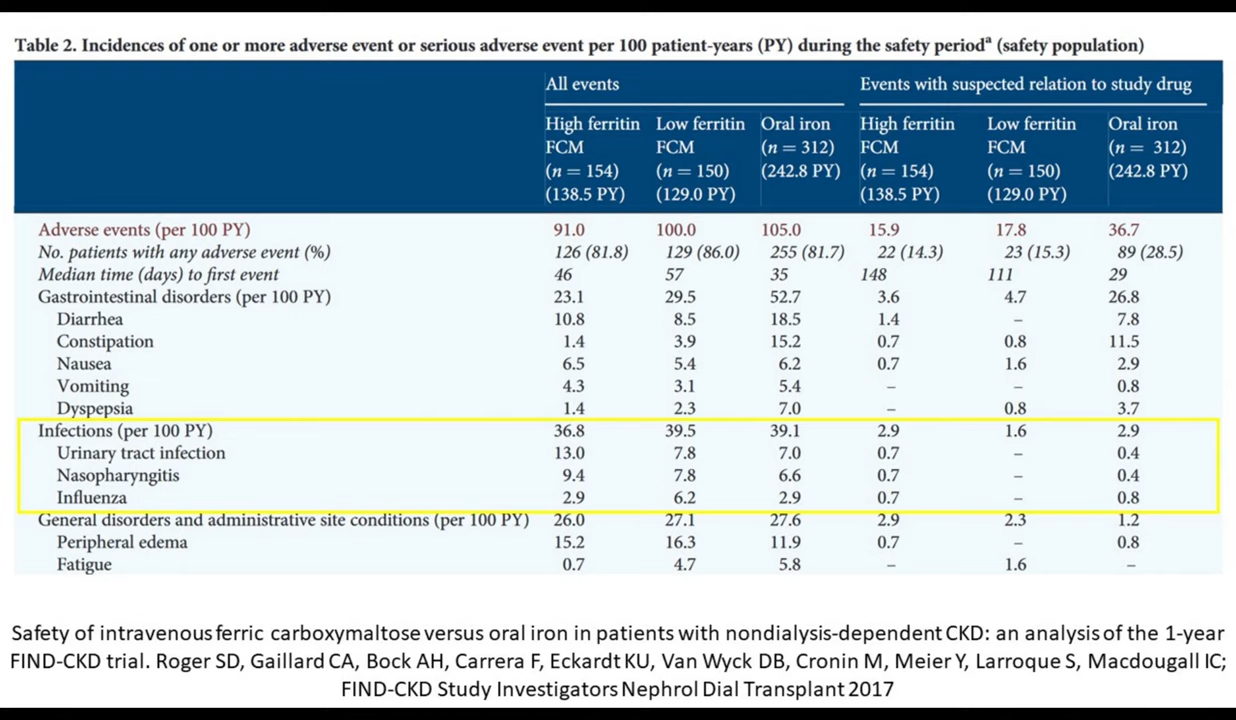 Table 2. Incidences of one or more adverse event or serious adverse event per 100 patient-years (PY) during the safety periodᵃ (safety population)
All events Events with suspected relation to study drug
High ferritin Low ferritin Oral iron High ferritin Low ferritin Oral iron
FCM FCM (n = 312) FCM FCM (n = 312)
(n = 154) (n = 150) (242.8 PY) (n = 154) (n = 150) (242.8 PY)
(138.5 PY) (129.0 PY) (138.5 PY) (129.0 PY)
Adverse events (per 100 PY) 91.0 100.0 105.0 15.9 17.8 36.7
No. patients with any adverse event (%) 126 (81.8) 129 (86.0) 255 (81.7) 22 (14.3) 23 (15.3) 89 (28.5)
Median time (days) to first event 46 57 35 148 111 29
Gastrointestinal disorders (per 100 PY) 23.1 29.5 52.7 3.6 4.7 26.8
Diarrhea 10.8 8.5 18.5 1.4 – 7.8
Constipation 1.4 3.9 15.2 0.7 0.8 11.5
Nausea 6.5 5.4 6.2 0.7 1.6 2.9
Vomiting 4.3 3.1 5.4 – – 0.8
Dyspepsia 1.4 2.3 7.0 – 0.8 3.7
Infections (per 100 PY) 36.8 39.5 39.1 2.9 1.6 2.9
Urinary tract infection 13.0 7.8 7.0 0.7 – 0.4
Nasopharyngitis 9.4 7.8 6.6 0.7 – 0.4
Influenza 2.9 6.2 2.9 0.7 – 0.8
General disorders and administrative site conditions (per 100 PY) 26.0 27.1 27.6 2.9 2.3 1.2
Peripheral edema 15.2 16.3 11.9 0.7 – 0.8
Fatigue 0.7 4.7 5.8 – 1.6 –
Safety of intravenous ferric carboxymaltose versus oral iron in patients with nondialysis-dependent CKD: an analysis of the 1-year
FIND-CKD trial. Roger SD, Gaillard CA, Bock AH, Carrera F, Eckardt KU, Van Wyck DB, Cronin M, Meier Y, Larroque S, Macdougall IC;
FIND-CKD Study Investigators Nephrol Dial Transplant 2017